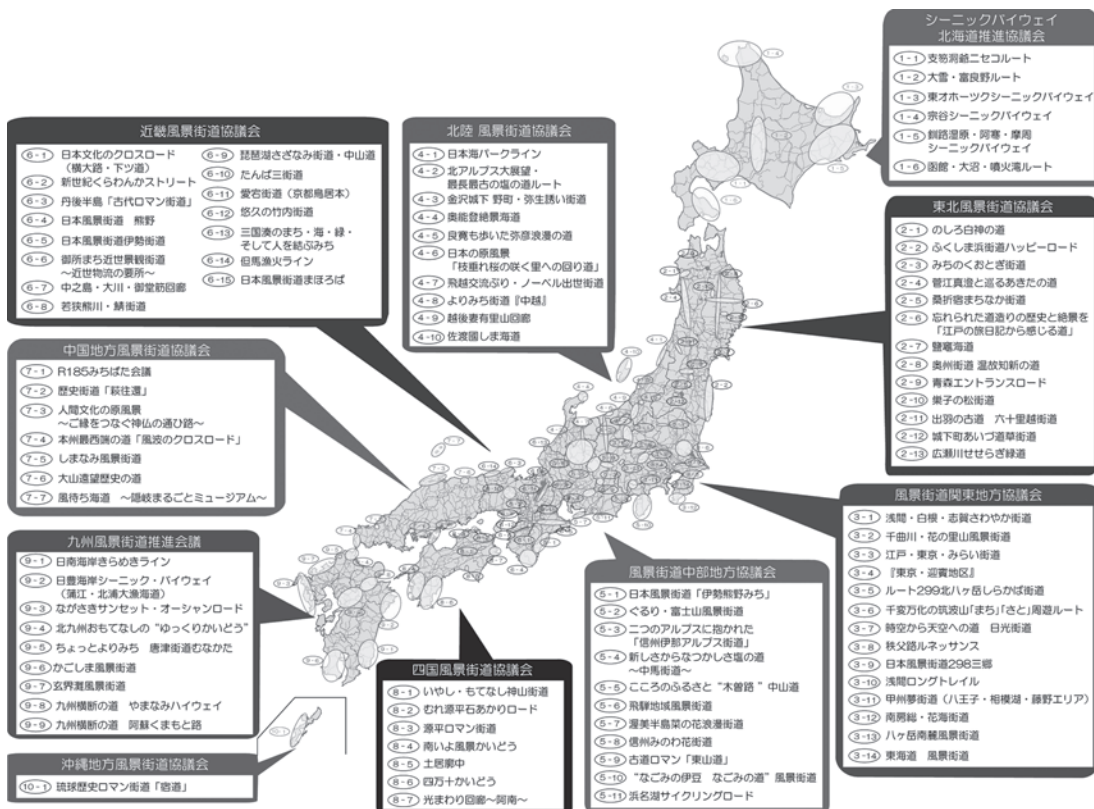 シーニックバイウェイ
北海道推進協議会
1-1 支笏洞爺ニセコルート
1-2 大雪・富良野ルート
1-3 東オホーツクシーニックバイウェイ
1-4 宗谷シーニックバイウェイ
1-5 釧路湿原・阿寒・摩周
シーニックバイウェイ
1-6 函館・大沼・噴火湾ルート
近畿風景街道協議会
6-1 日本文化のクロスロード
(横大路・下ツ道)
6-2 新世紀くらわんかストリート
6-3 丹後半島「古代ロマン街道」
6-4 日本風景街道 熊野
6-5 日本風景街道伊勢街道
6-6 御所まち近世景観街道
～近世物流の要所～
6-7 中之島・大川・御堂筋回廊
6-8 若狭熊川・鯖街道
6-9 琵琶湖さざなみ街道・中山道
6-10 たんば三街道
6-11 愛宕街道(京都鳥居本)
6-12 悠久の竹内街道
6-13 三国湊のまち・海・緑・
そして人を結ぶみち
6-14 但馬漁火ライン
6-15 日本風景街道まほろば
北陸 風景街道協議会
4-1 日本海パークライン
4-2 北アルプス大展望・
最長最古の塩の道ルート
4-3 金沢城下 野町・弥生誘い街道
4-4 奥能登絶景海道
4-5 良寛も歩いた弥彦浪漫の道
4-6 日本の原風景
「枝垂れ桜の咲く里への回り道」
4-7 飛越交流ぶり・ノーベル出世街道
4-8 よりみち街道『中越』
4-9 越後妻有里山回廊
4-10 佐渡國しま海道
東北風景街道協議会
2-1 のしろ白神の道
2-2 ふくしま浜街道ハッピーロード
2-3 みちのくおとぎ街道
2-4 菅江真澄と巡るあきたの道
2-5 桑折宿まちなか街道
2-6 忘れられた道造りの歴史と絶景を
「江戸の旅日記から感じる道」
2-7 鹽竈海道
2-8 奥州街道 温故知新の道
2-9 青森エントランスロード
2-10 巣子の松街道
2-11 出羽の古道 六十里越街道
2-12 城下町あいづ道草街道
2-13 広瀬川せせらぎ緑道
中国地方風景街道協議会
7-1 R185みちばた会議
7-2 歴史街道「萩往還」
7-3 人間文化の原風景
～ご縁をつなぐ神仏の通ひ路～
7-4 本州最西端の道「風波のクロスロード」
7-5 しまなみ風景街道
7-6 大山遠望歴史の道
7-7 風待ち海道 ～隠岐まるごとミュージアム～
風景街道関東地方協議会
3-1 浅間・白根・志賀さわやか街道
3-2 千曲川・花の里山風景街道
3-3 江戸・東京・みらい街道
3-4 『東京・迎賓地区』
3-5 ルート299北八ヶ岳しらかば街道
3-6 千変万化の筑波山「まち」「さと」周遊ルート
3-7 時空から天空への道 日光街道
3-8 秩父路ルネッサンス
3-9 日本風景街道298三郷
3-10 浅間ロングトレイル
3-11 甲州夢街道(八王子・相模湖・藤野エリア)
3-12 南房総・花海街道
3-13 八ヶ岳南麓風景街道
3-14 東海道 風景街道
九州風景街道推進会議
9-1 日南海岸きらめきライン
9-2 日豊海岸シーニック・バイウェイ
(蒲江・北浦大漁海道)
9-3 ながさきサンセット・オーシャンロード
9-4 北九州おもてなしの“ゆっくりかいどう”
9-5 ちょっとよりみち 唐津街道むなかた
9-6 かごしま風景街道
9-7 玄界灘風景街道
9-8 九州横断の道 やまなみハイウェイ
9-9 九州横断の道 阿蘇くまもと路
風景街道中部地方協議会
5-1 日本風景街道「伊勢熊野みち」
5-2 ぐるり・富士山風景街道
5-3 二つのアルプスに抱かれた
「信州伊那アルプス街道」
5-4 新しさからなつかしさ塩の道
～中馬街道～
5-5 こころのふるさと“木曽路”中山道
5-6 飛騨地域風景街道
5-7 渥美半島菜の花浪漫街道
5-8 信州みのわ花街道
5-9 古道ロマン「東山道」
5-10 “なごみの伊豆 なごみの道”風景街道
5-11 浜名湖サイクリングロード
四国風景街道協議会
8-1 いやし・もてなし神山街道
8-2 むれ源平石あかりロード
8-3 源平ロマン街道
8-4 南いよ風景かいどう
8-5 土居廓中
8-6 四万十かいどう
8-7 光まわり回廊～阿南～
沖縄地方風景街道協議会
10-1 琉球歴史ロマン街道「宿道」